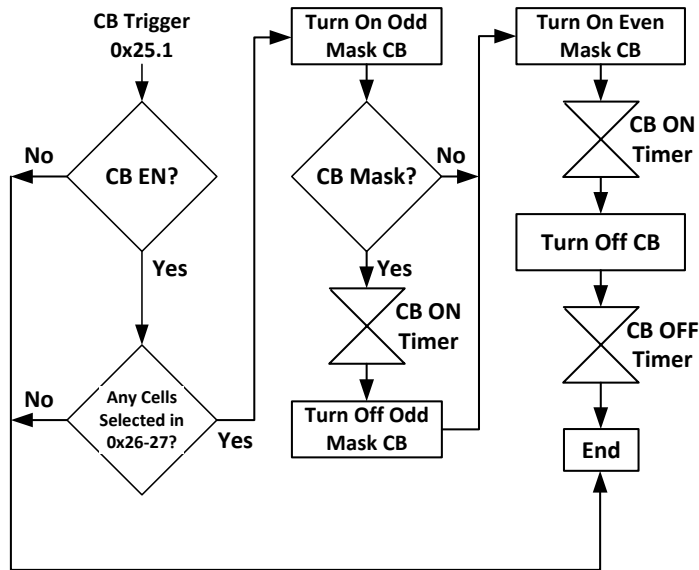 CB Trigger
0x25.1
CB EN?
No
Yes
Any Cells
Selected in
0x26-27?
No
Yes
Turn On Odd
Mask CB
CB Mask?
No
Yes
CB ON
Timer
Turn Off Odd
Mask CB
Turn On Even
Mask CB
CB ON
Timer
Turn Off CB
CB OFF
Timer
End